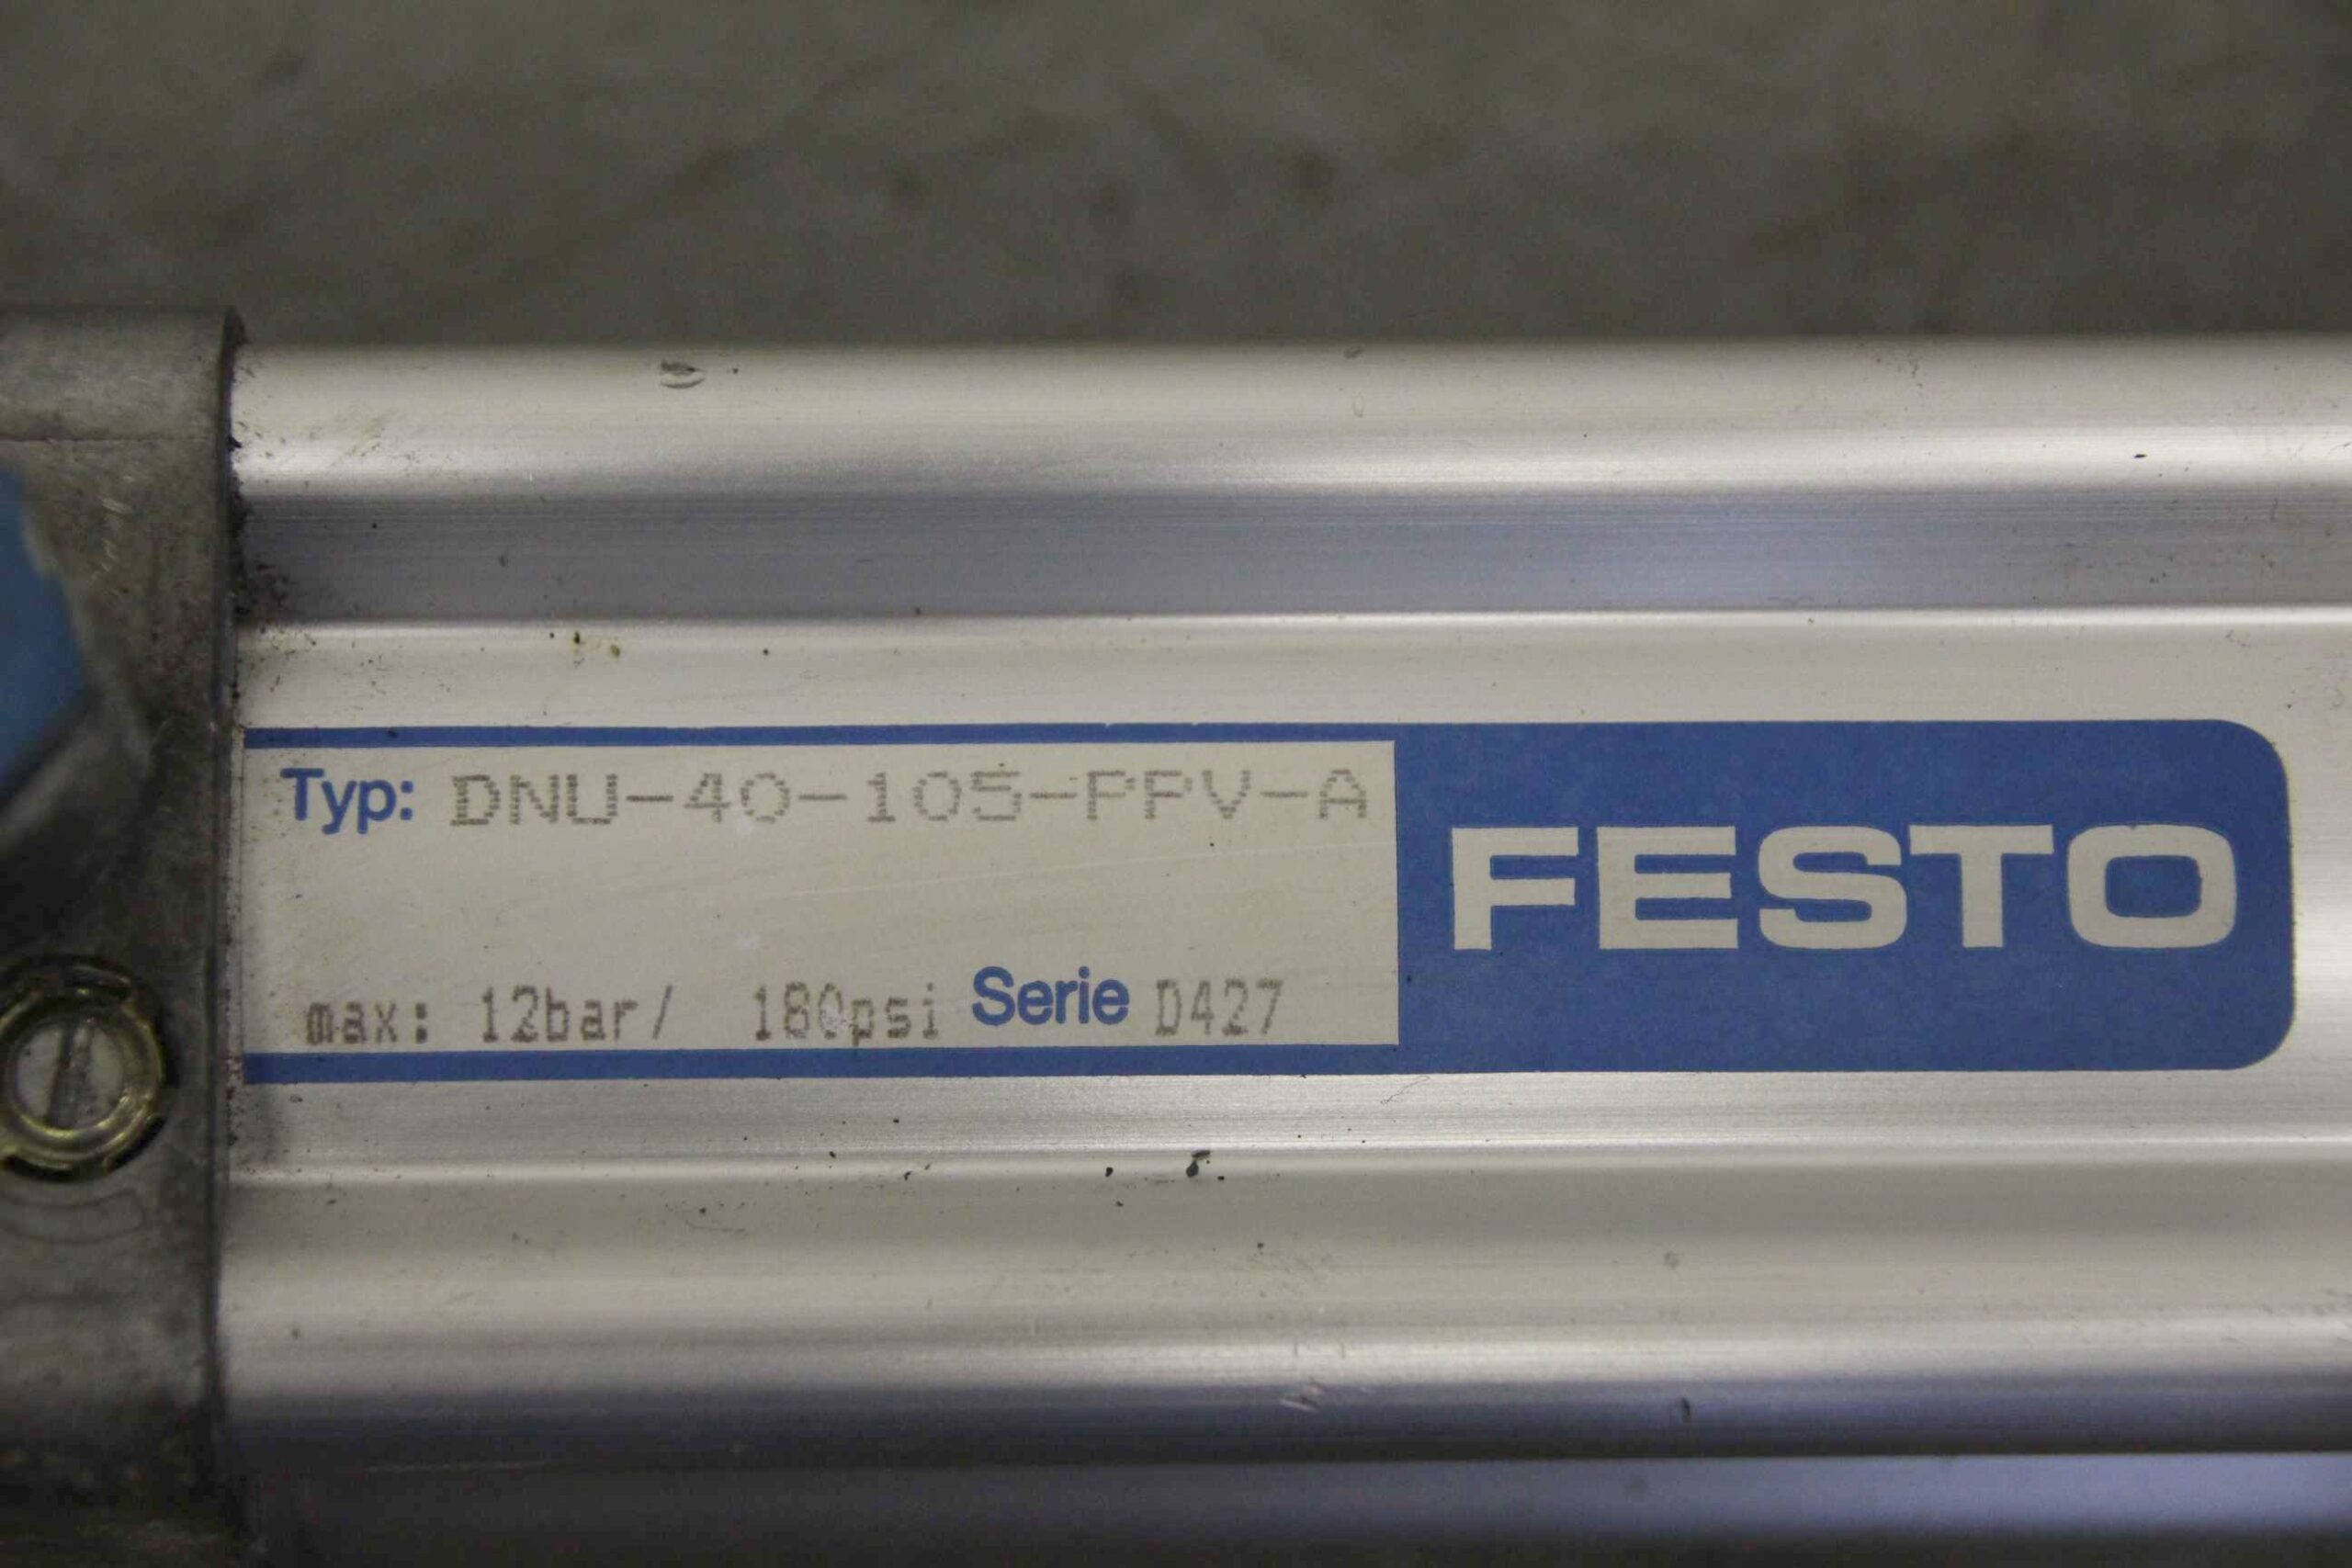 Typ: DNU-40-105-PPV-A
FESTO
max: 12bar/ 180psi Serie D427